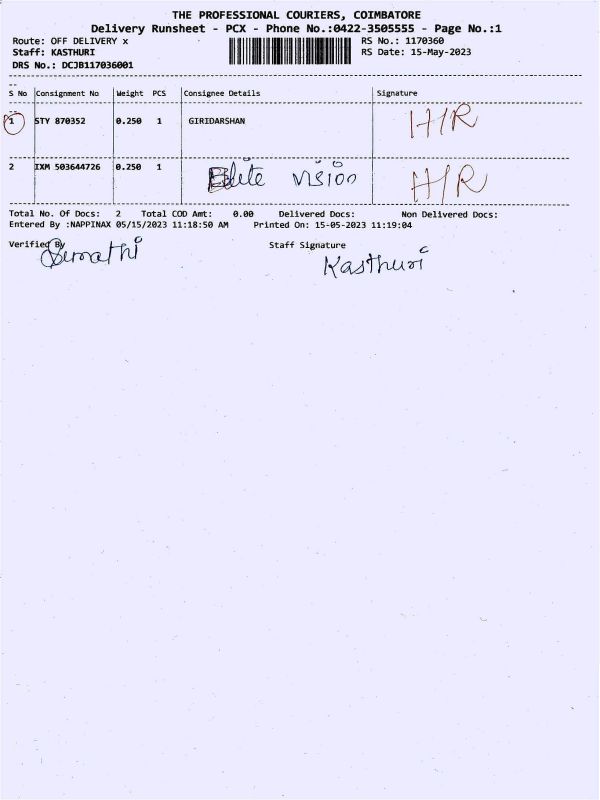 THE PROFESSIONAL COURIERS, COIMBATORE
Delivery Runsheet - PCX - Phone No.:0422-3505555 - Page No.:1
Route: OFF DELIVERY x
RS No.: 1170360
Staff: KASTHURI
RS Date: 15-May-2023
DRS No.: DCJB117036001
S No Consignment No Weight PCS Consignee Details Signature
1 STY 870352 0.250 1 GIRIDARSHAN H/R
2 IXM 503644726 0.250 1 Elite vision H/R
Total No. Of Docs: 2 Total COD Amt: 0.00 Delivered Docs: Non Delivered Docs:
Entered By :NAPPINAX 05/15/2023 11:18:50 AM Printed On: 15-05-2023 11:19:04
Verified By Staff Signature
Kasthuri